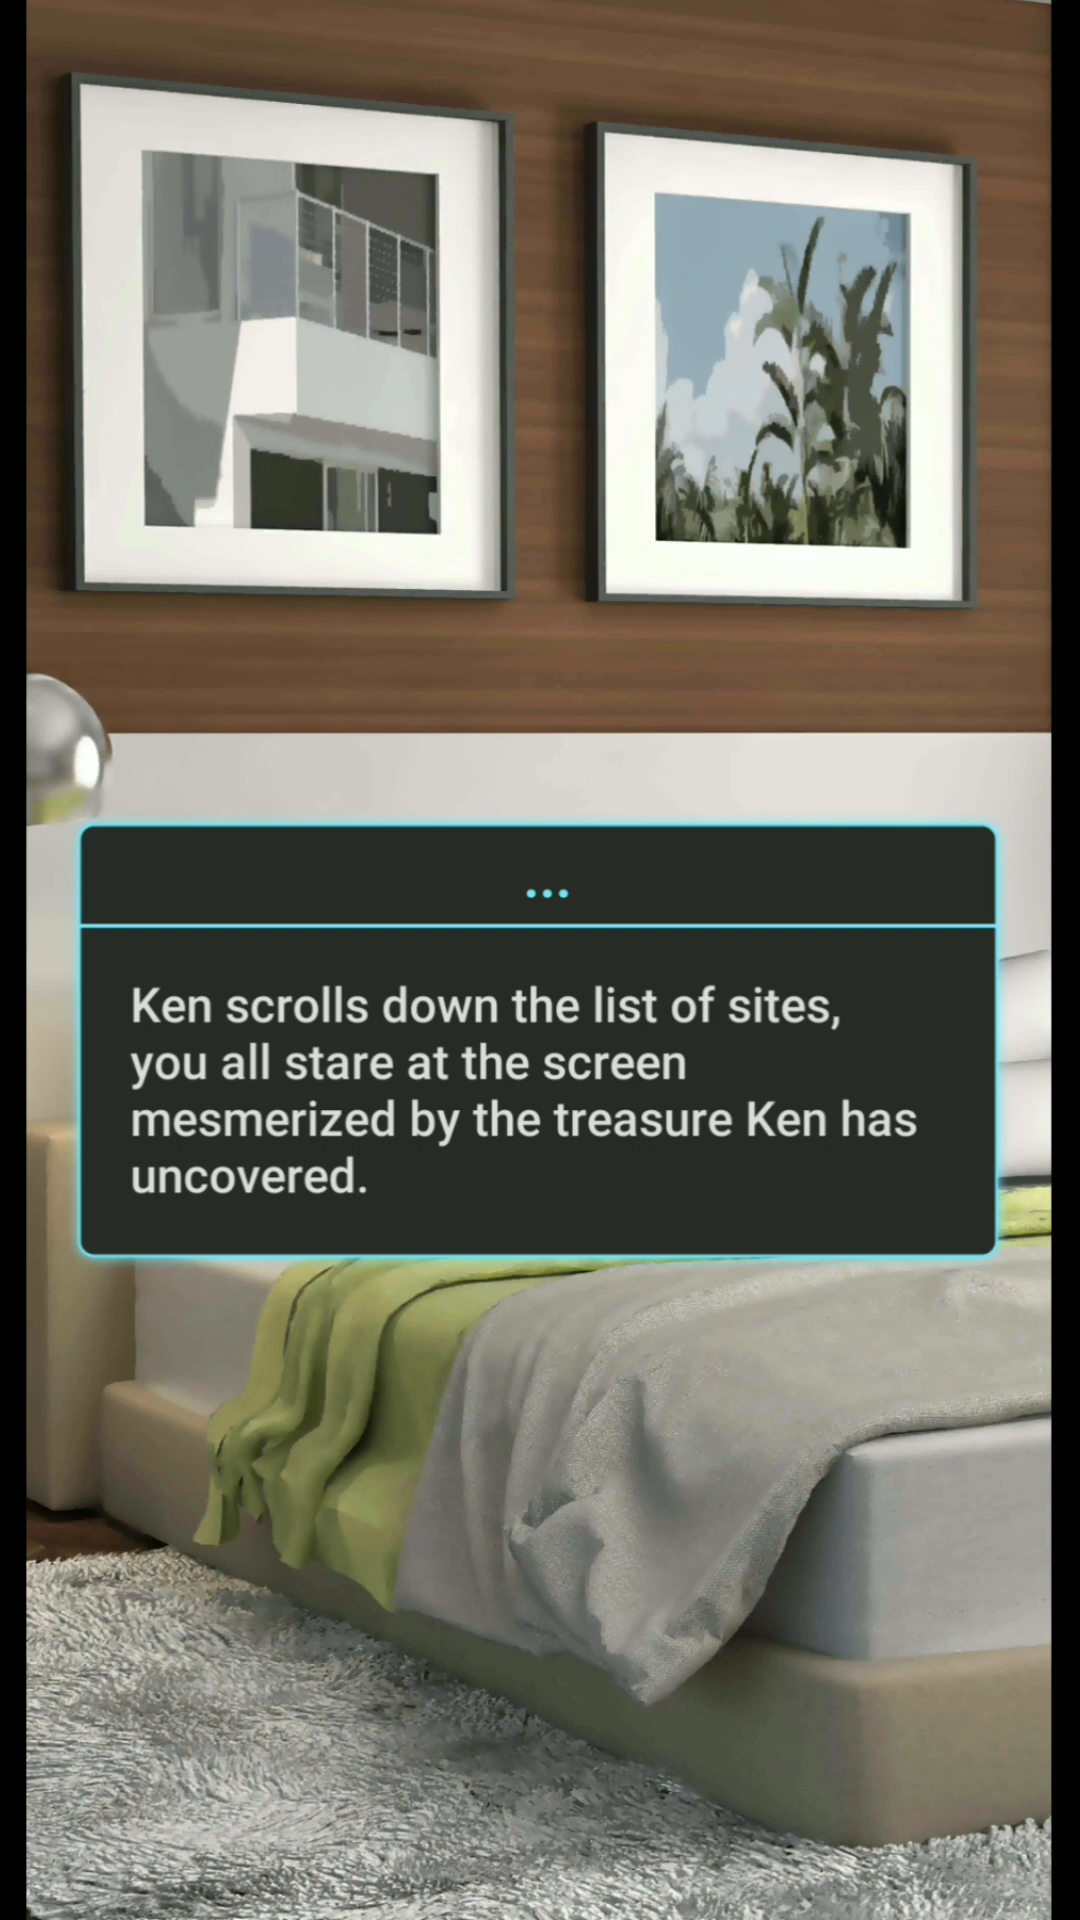 ...
Ken scrolls down the list of sites,
you all stare at the screen
mesmerized by the treasure Ken has
uncovered.